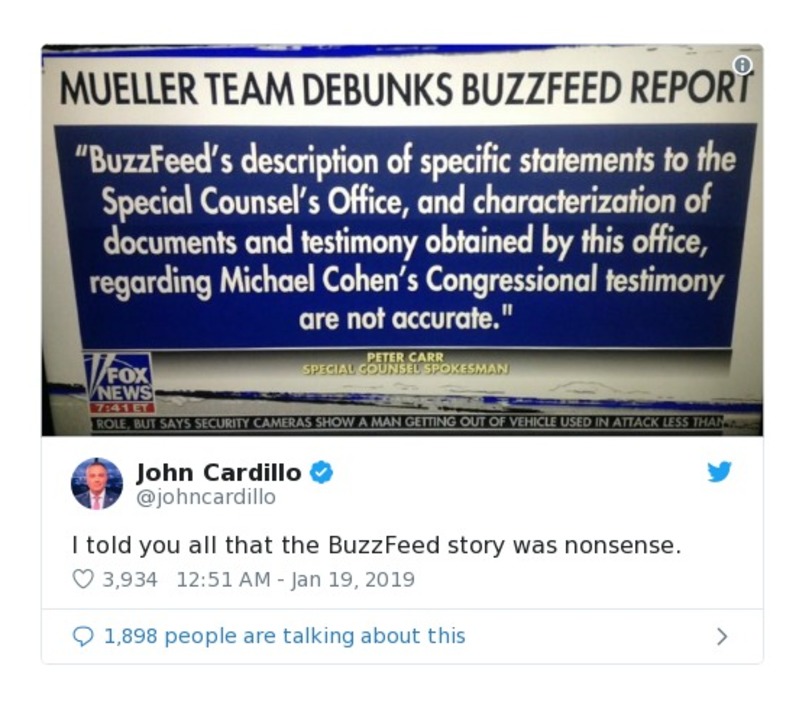 MUELLER TEAM DEBUNKS BUZZFEED REPORT
“BuzzFeed’s description of specific statements to the
Special Counsel’s Office, and characterization of
documents and testimony obtained by this office,
regarding Michael Cohen’s Congressional testimony
are not accurate."
PETER CARR
SPECIAL COUNSEL SPOKESMAN
FOX
NEWS
7:41 ET
ROLE, BUT SAYS SECURITY CAMERAS SHOW A MAN GETTING OUT OF VEHICLE USED IN ATTACK LESS THAN
John Cardillo
@johncardillo
I told you all that the BuzzFeed story was nonsense.
3,934 12:51 AM - Jan 19, 2019
1,898 people are talking about this